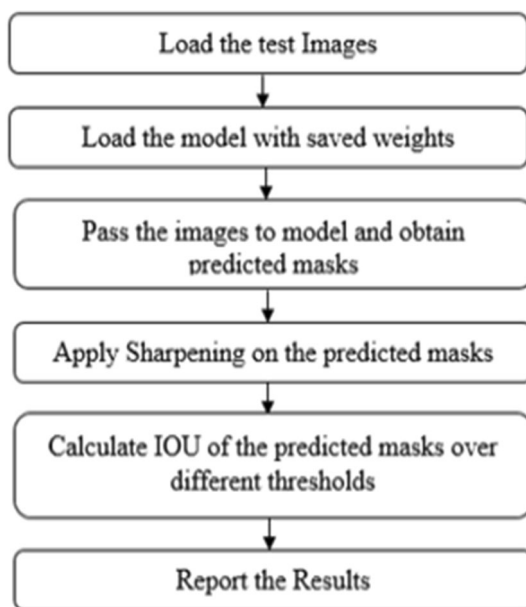 Load the test Images
Load the model with saved weights
Pass the images to model and obtain
predicted masks
Apply Sharpening on the predicted masks
Calculate IOU of the predicted masks over
different thresholds
Report the Results